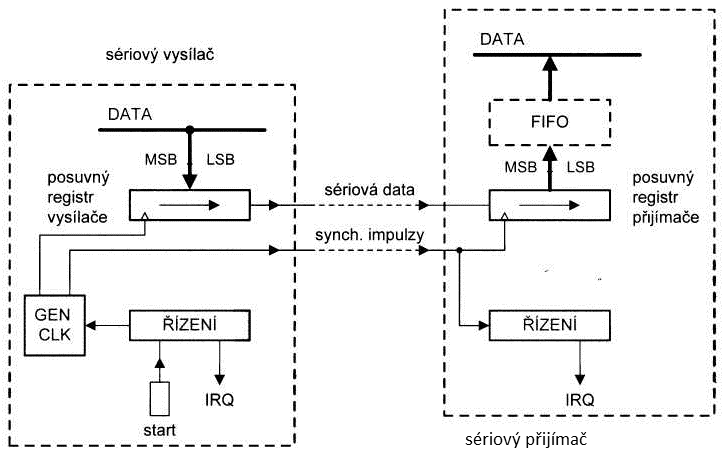 sériový vysílač
DATA
MSB LSB
posuvný
registr
vysílače
GEN
CLK
ŘÍZENÍ
start
IRQ
sériová data
synch. impulzy
DATA
FIFO
MSB LSB
posuvný
registr
přijímače
ŘÍZENÍ
IRQ
sériový přijímač